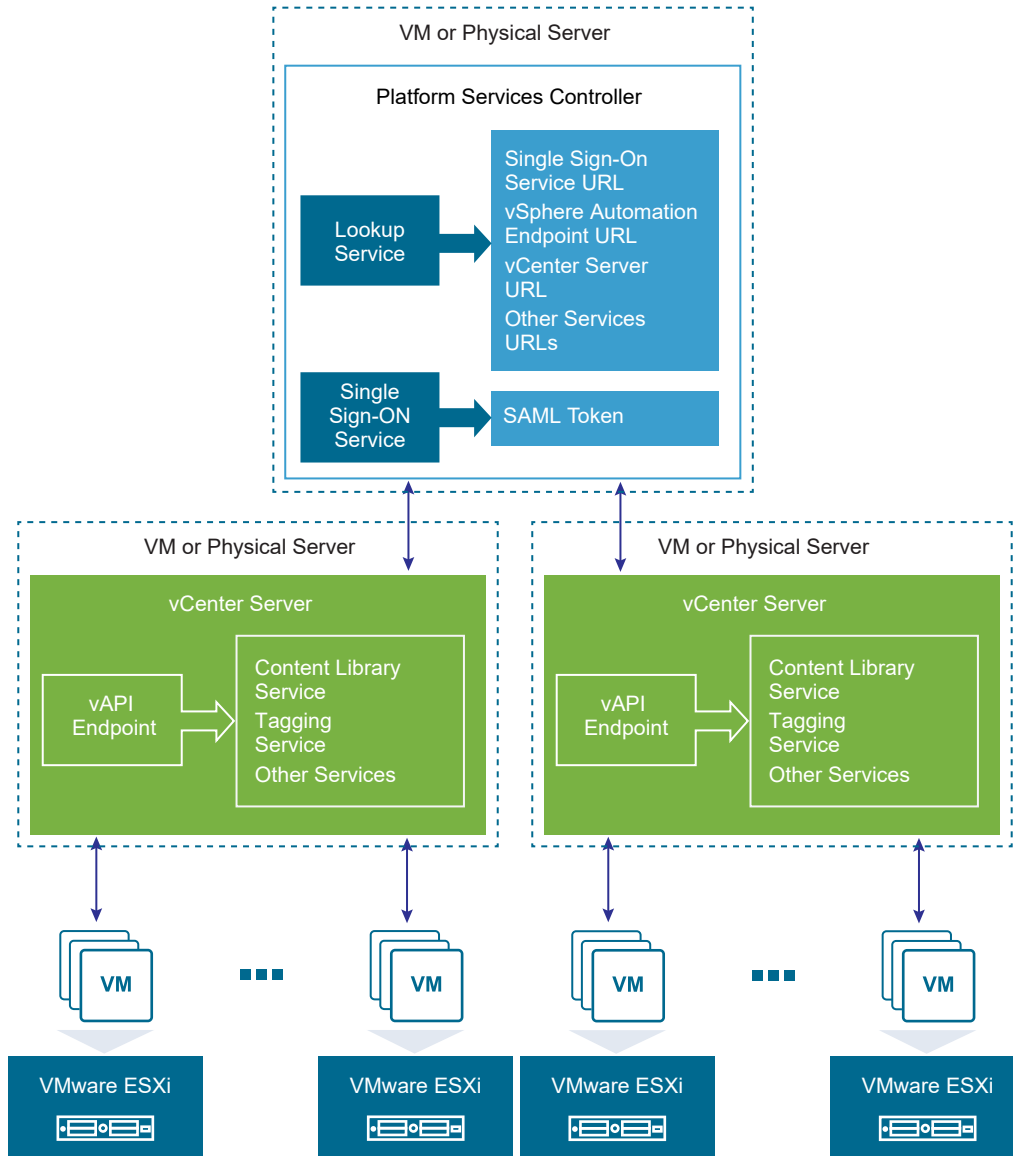 VM or Physical Server
Platform Services Controller
Lookup
Service
Single Sign-On
Service URL
vSphere Automation
Endpoint URL
vCenter Server
URL
Other Services
URLs
Single
Sign-ON
Service
SAML Token
VM or Physical Server
vCenter Server
vAPI
Endpoint
Content Library
Service
Tagging
Service
Other Services
VM or Physical Server
vCenter Server
vAPI
Endpoint
Content Library
Service
Tagging
Service
Other Services
VM
VM
VM
VM
VMware ESXi
VMware ESXi
VMware ESXi
VMware ESXi